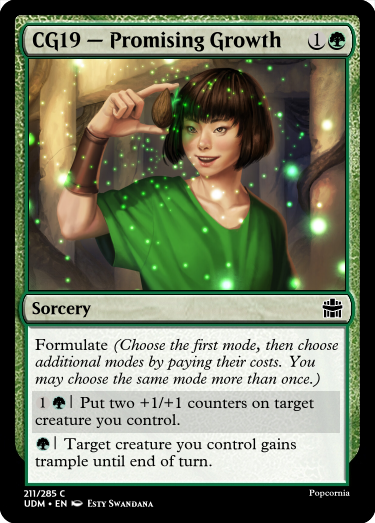 CG19 — Promising Growth 1
Sorcery
Formulate (Choose the first mode, then choose
additional modes by paying their costs. You
may choose the same mode more than once.)
1 | Put two +1/+1 counters on target
creature you control.
| Target creature you control gains
trample until end of turn.
211/285 C Popcornia
UDM • EN Esty Swandana